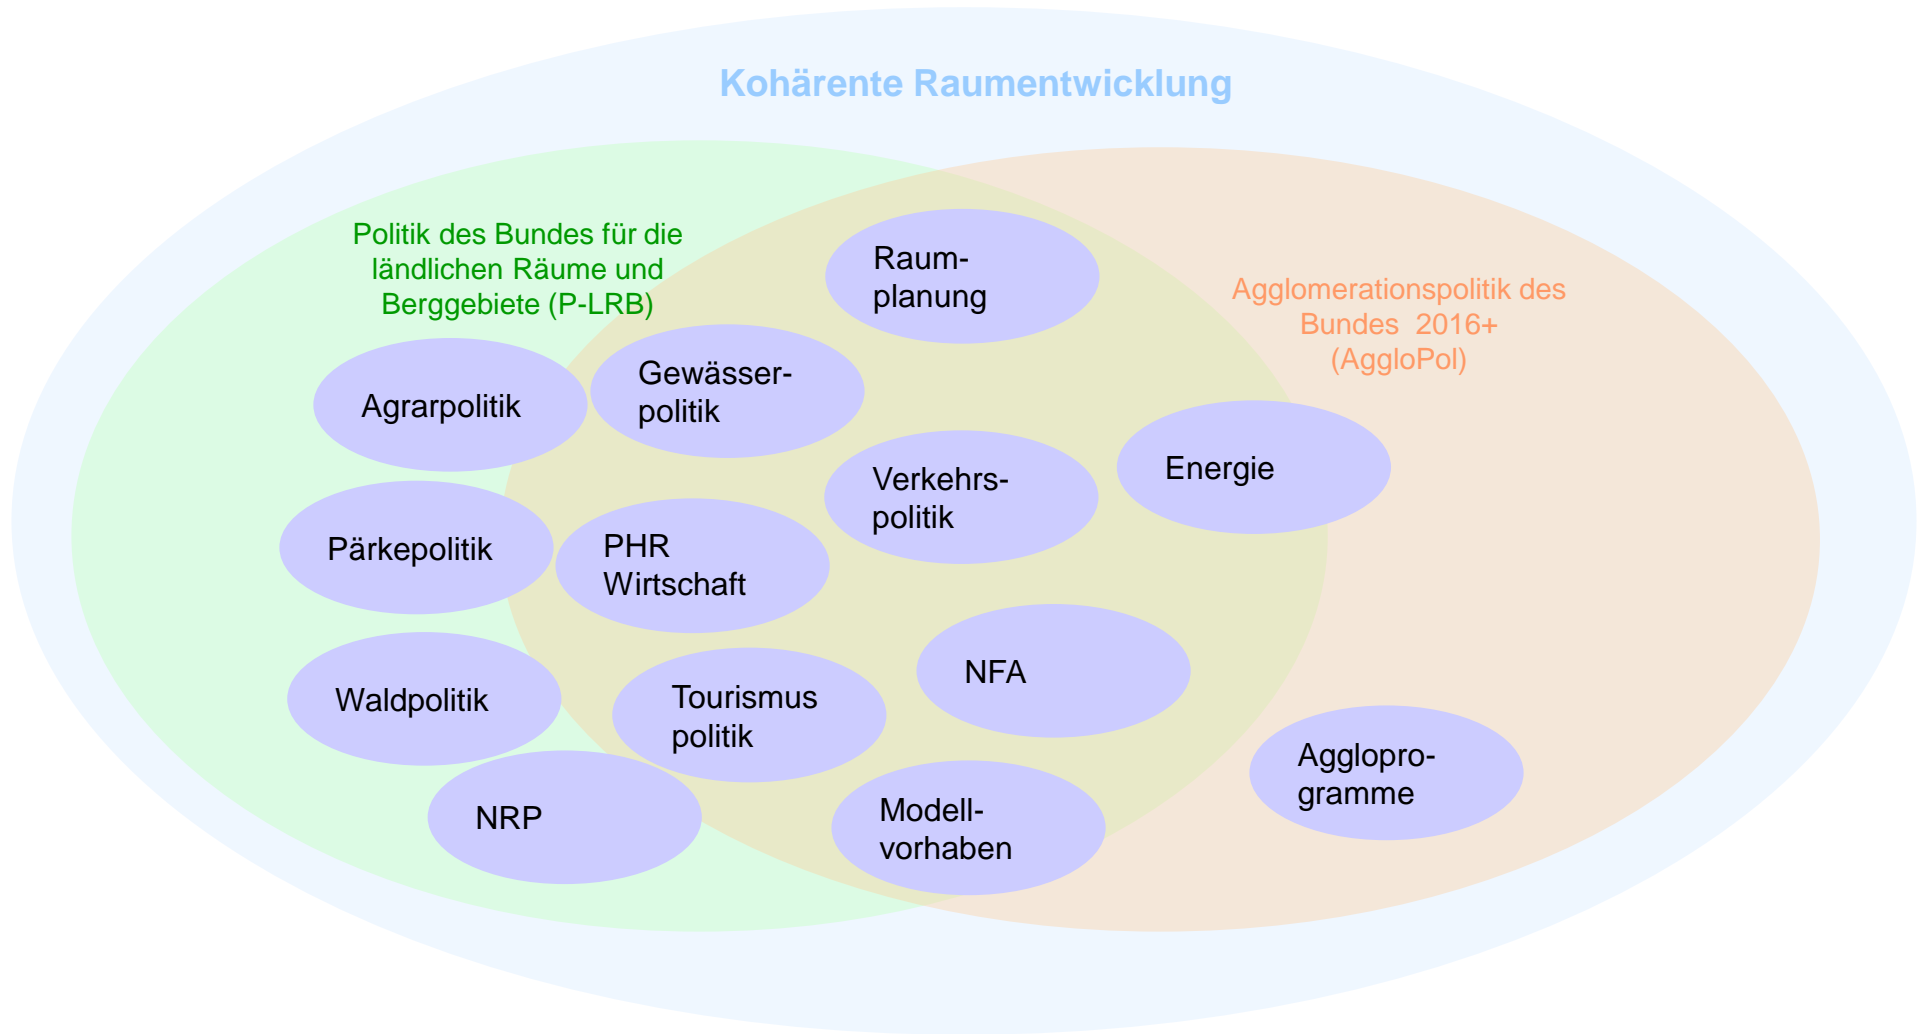 Kohärente Raumentwicklung
Politik des Bundes für die
ländlichen Räume und
Berggebiete (P-LRB)
Agglomerationspolitik des
Bundes  2016+
(AggloPol)
Raum-
planung
Gewässer-
politik
Agrarpolitik
Verkehrs-
politik
Energie
Pärkepolitik
PHR
Wirtschaft
NFA
Waldpolitik
Tourismus
politik
Agglopro-
gramme
NRP
Modell-
vorhaben